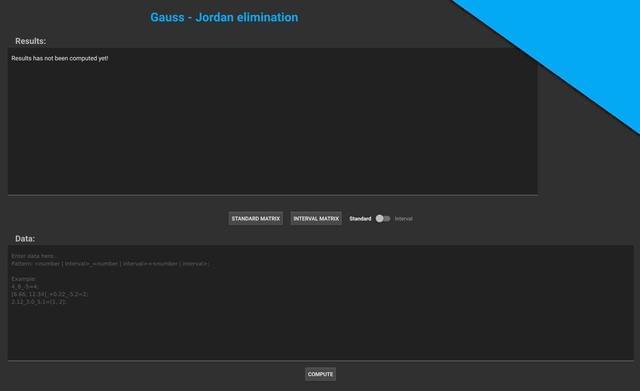 Gauss - Jordan elimination
Results:
Results has not been computed yet!
STANDARD MATRIX INTERVAL MATRIX Standard Interval
Data:
Enter data here...
Pattern: <number | interval>_<number | interval>=<number | interval>;
Example:
4_8_-5=4;
[6.66, 12.34]_+0.22_-5.2=2;
2.12_3.0_5.1=[1, 2];
COMPUTE